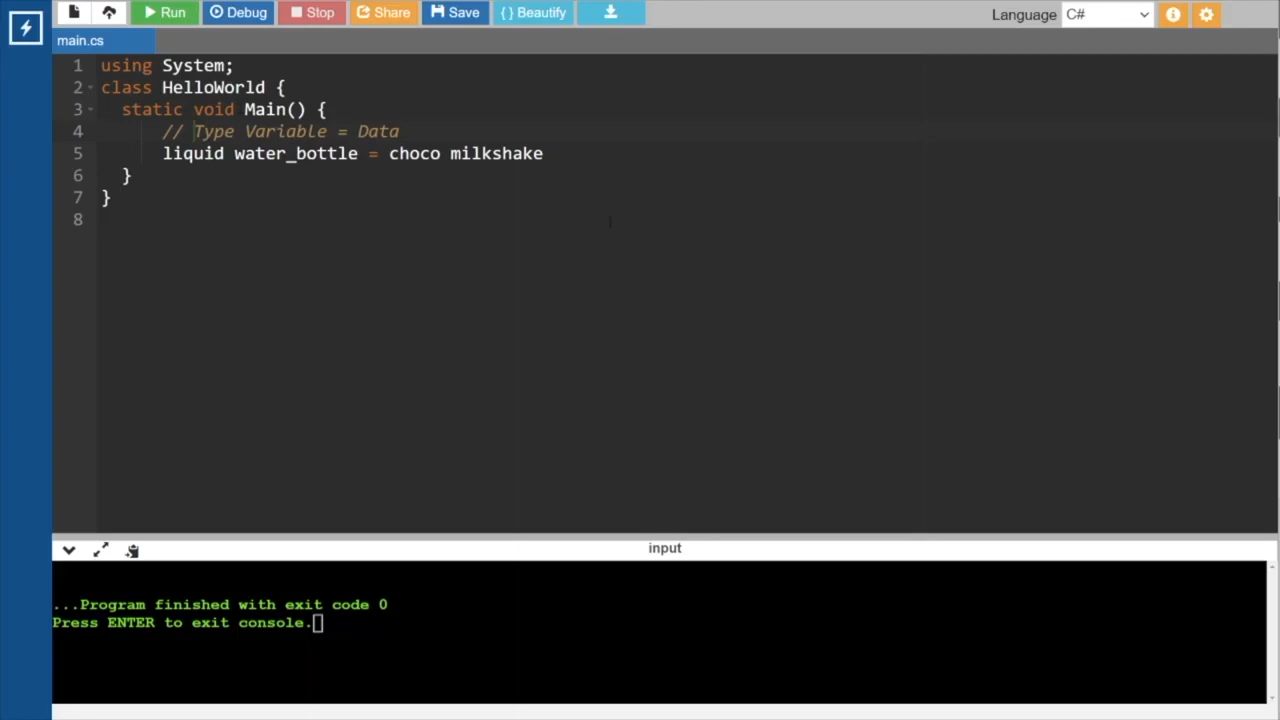 Run Debug Stop Share Save { } Beautify Language C#
main.cs
1 using System;
2 class HelloWorld {
3 static void Main() {
4 // Type Variable = Data
5 liquid water_bottle = choco milkshake
6 }
7 }
8
input
...Program finished with exit code 0
Press ENTER to exit console.